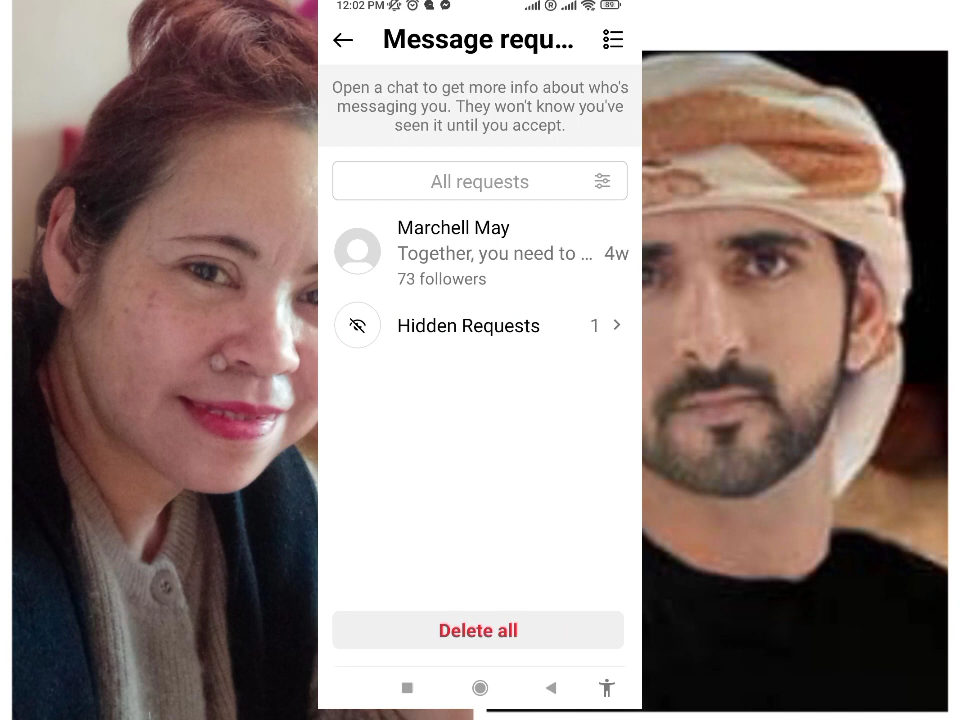 12:02 PM
89
Message requ...
Open a chat to get more info about who's
messaging you. They won't know you've
seen it until you accept.
All requests
Marchell May
Together, you need to ... 4w
73 followers
Hidden Requests 1
Delete all